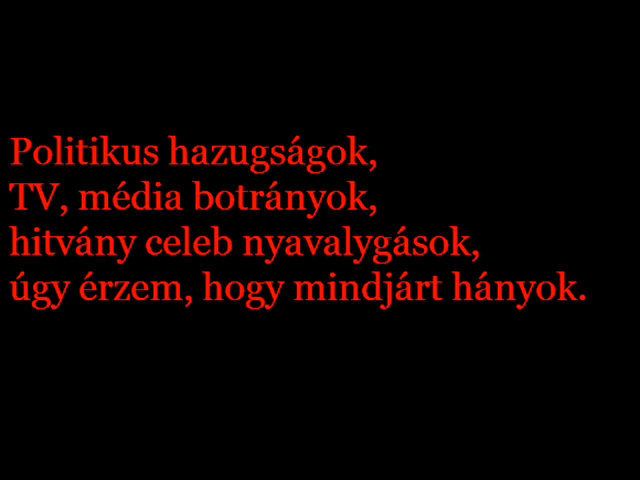 Politikus hazugságok,
TV, média botrányok,
hitvány celeb nyavalygások,
úgy érzem, hogy mindjárt hányok.